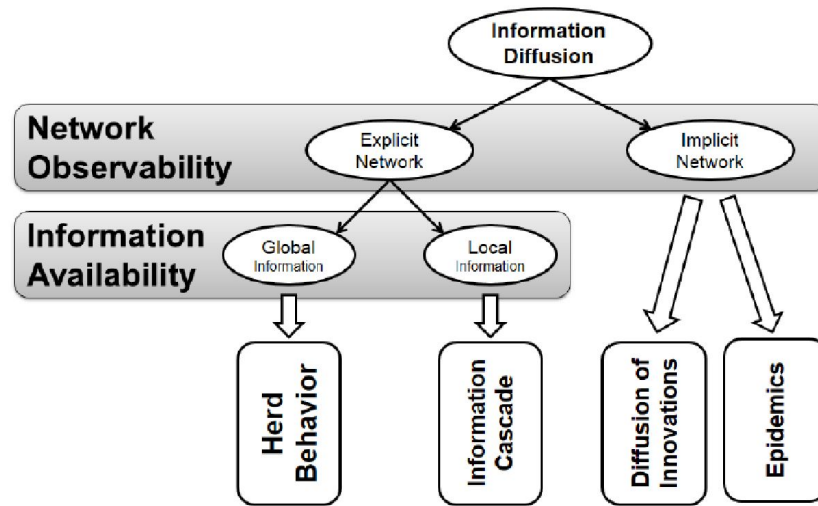 Information
Diffusion
Network
Observability
Explicit
Network
Implicit
Network
Information
Availability
Global
Information
Local
Information
Herd
Behavior
Information
Cascade
Diffusion of
Innovations
Epidemics